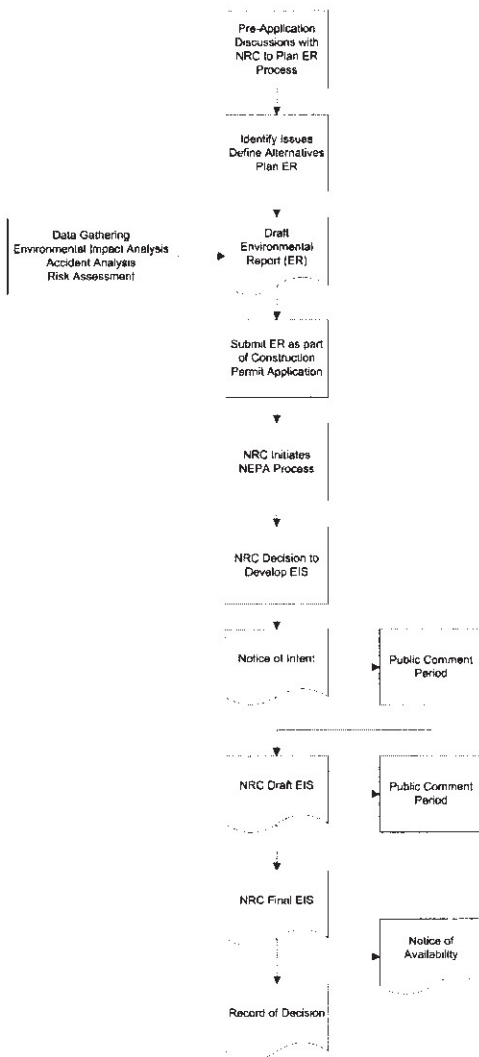 Pre-Application
Discussions with
NRC to Plan ER
Process
Identify Issues
Define Alternatives
Plan ER
Data Gathering
Environmental Impact Analysis
Accident Analysis
Risk Assessment
Draft
Environmental
Report (ER)
Submit ER as part
of Construction
Permit Application
NRC Initiates
NEPA Process
NRC Decision to
Develop EIS
Notice of Intent
Public Comment
Period
NRC Draft EIS
Public Comment
Period
NRC Final EIS
Notice of
Availability
Record of Decision